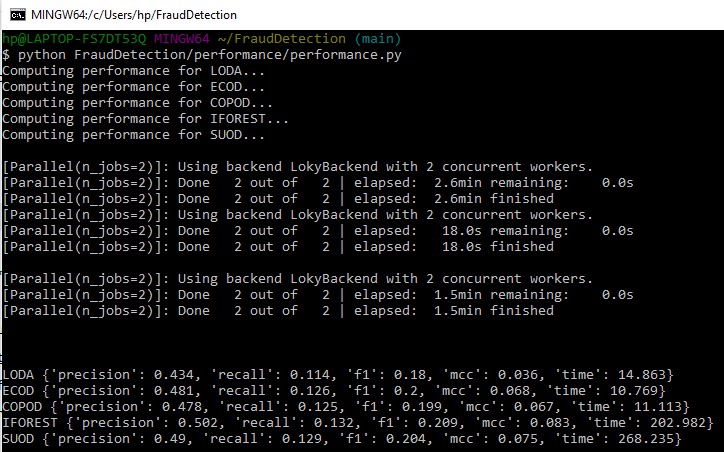 MINGW64:/c/Users/hp/FraudDetection
hp@LAPTOP-FS7DT53Q MINGW64 ~/FraudDetection (main)
$ python FraudDetection/performance/performance.py
Computing performance for LODA...
Computing performance for ECOD...
Computing performance for COPOD...
Computing performance for IFOREST...
Computing performance for SUOD...
[Parallel(n_jobs=2)]: Using backend LokyBackend with 2 concurrent workers.
[Parallel(n_jobs=2)]: Done   2 out of   2 | elapsed:  2.6min remaining:    0.0s
[Parallel(n_jobs=2)]: Done   2 out of   2 | elapsed:  2.6min finished
[Parallel(n_jobs=2)]: Using backend LokyBackend with 2 concurrent workers.
[Parallel(n_jobs=2)]: Done   2 out of   2 | elapsed:   18.0s remaining:    0.0s
[Parallel(n_jobs=2)]: Done   2 out of   2 | elapsed:   18.0s finished
[Parallel(n_jobs=2)]: Using backend LokyBackend with 2 concurrent workers.
[Parallel(n_jobs=2)]: Done   2 out of   2 | elapsed:  1.5min remaining:    0.0s
[Parallel(n_jobs=2)]: Done   2 out of   2 | elapsed:  1.5min finished
LODA {'precision': 0.434, 'recall': 0.114, 'f1': 0.18, 'mcc': 0.036, 'time': 14.863}
ECOD {'precision': 0.481, 'recall': 0.126, 'f1': 0.2, 'mcc': 0.068, 'time': 10.769}
COPOD {'precision': 0.478, 'recall': 0.125, 'f1': 0.199, 'mcc': 0.067, 'time': 11.113}
IFOREST {'precision': 0.502, 'recall': 0.132, 'f1': 0.209, 'mcc': 0.083, 'time': 202.982}
SUOD {'precision': 0.49, 'recall': 0.129, 'f1': 0.204, 'mcc': 0.075, 'time': 268.235}